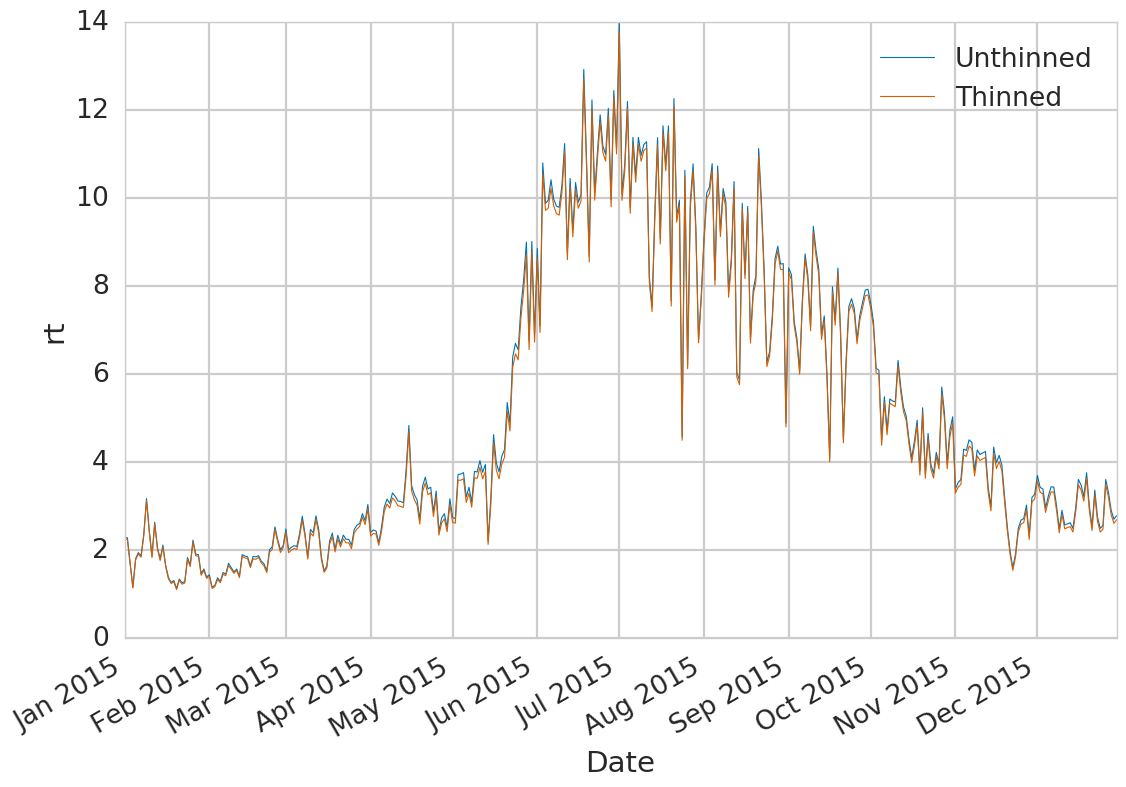 14
12
10
8
6
4
2
0
rt
Unthinned
Thinned
Jan 2015
Feb 2015
Mar 2015
Apr 2015
May 2015
Jun 2015
Jul 2015
Aug 2015
Sep 2015
Oct 2015
Nov 2015
Dec 2015
Date